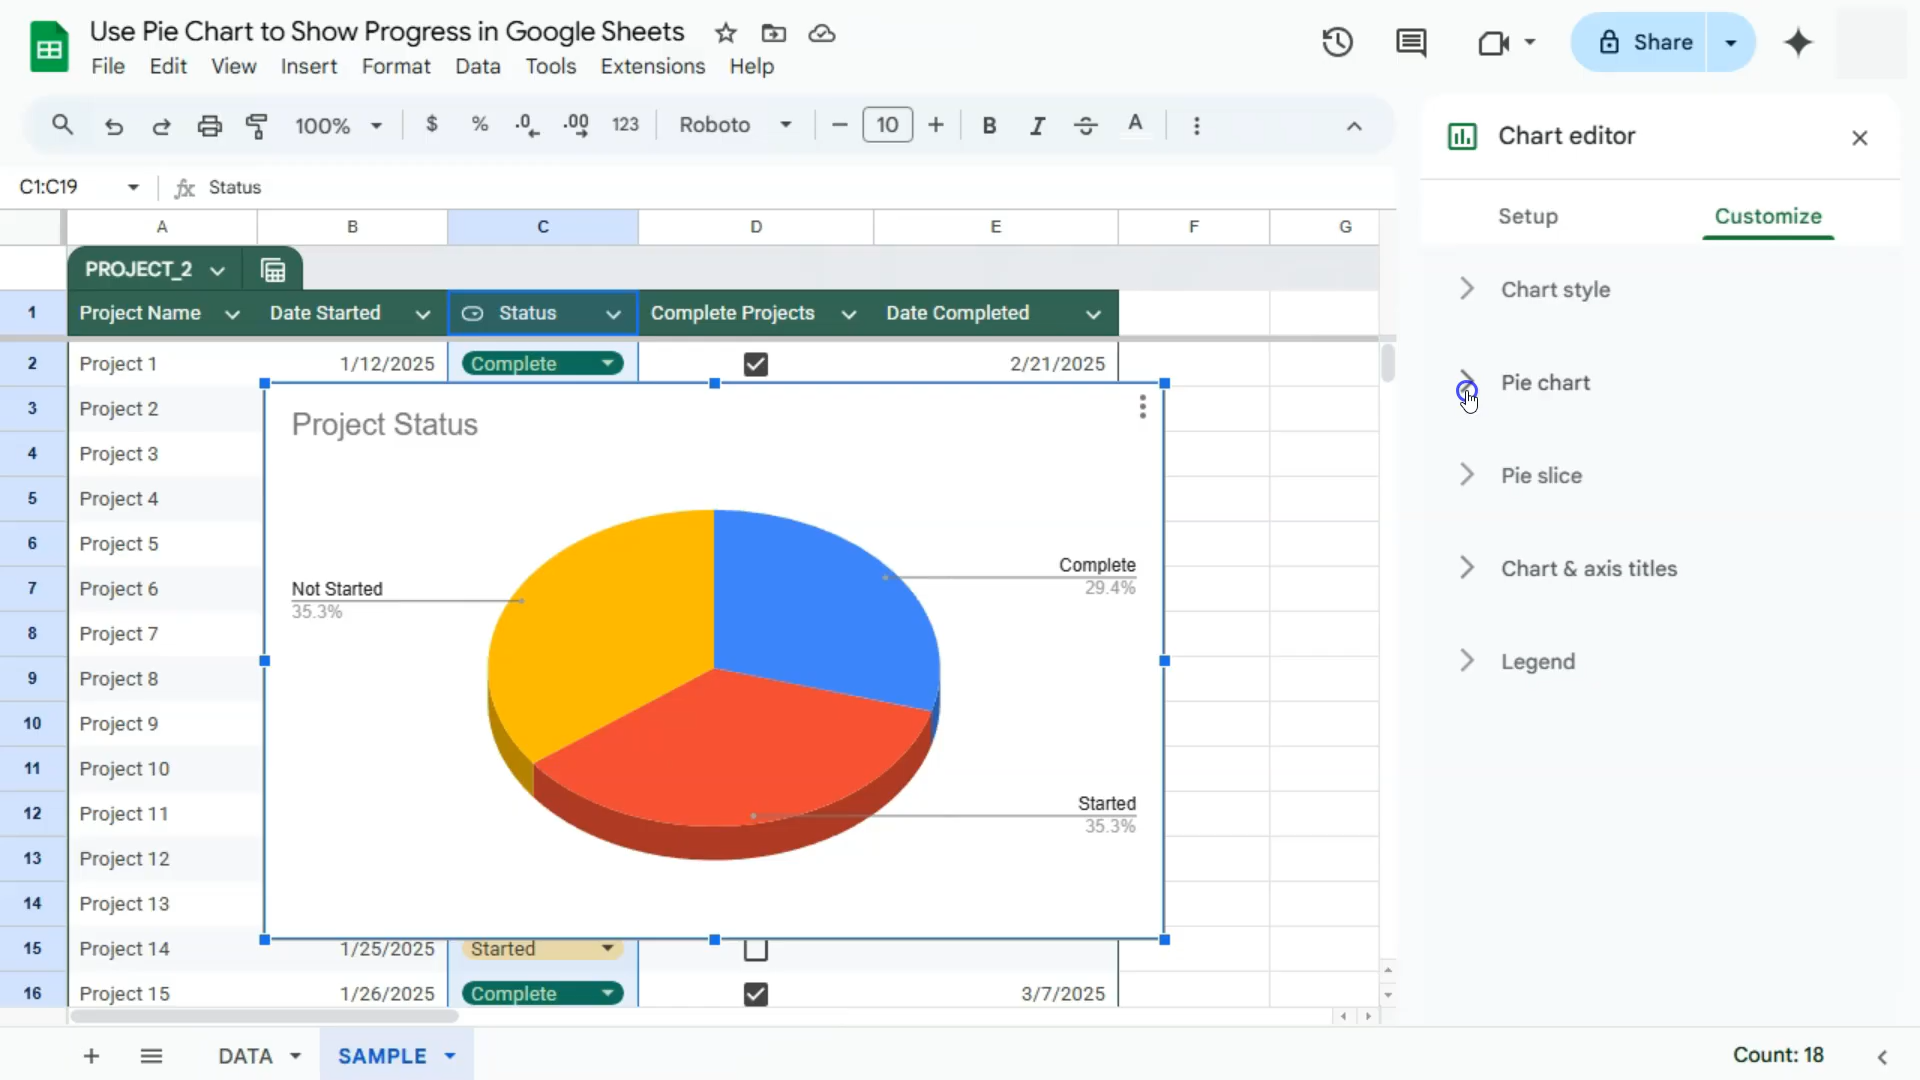 Use Pie Chart to Show Progress in Google Sheets
File Edit View Insert Format Data Tools Extensions Help
Share
100% $ % .0 .00 123 Roboto 10 B I A
Chart editor
C1:C19 fx Status
Setup Customize
A B C D E F G
PROJECT_2
1 Project Name Date Started Status Complete Projects Date Completed
2 Project 1 1/12/2025 Complete 2/21/2025
3 Project 2
4 Project 3
5 Project 4
6 Project 5
7 Project 6
8 Project 7
9 Project 8
10 Project 9
11 Project 10
12 Project 11
13 Project 12
14 Project 13
15 Project 14 1/25/2025 Started
16 Project 15 1/26/2025 Complete 3/7/2025
Project Status
Not Started
35.3%
Complete
29.4%
Started
35.3%
Chart style
Pie chart
Pie slice
Chart & axis titles
Legend
DATA SAMPLE Count: 18